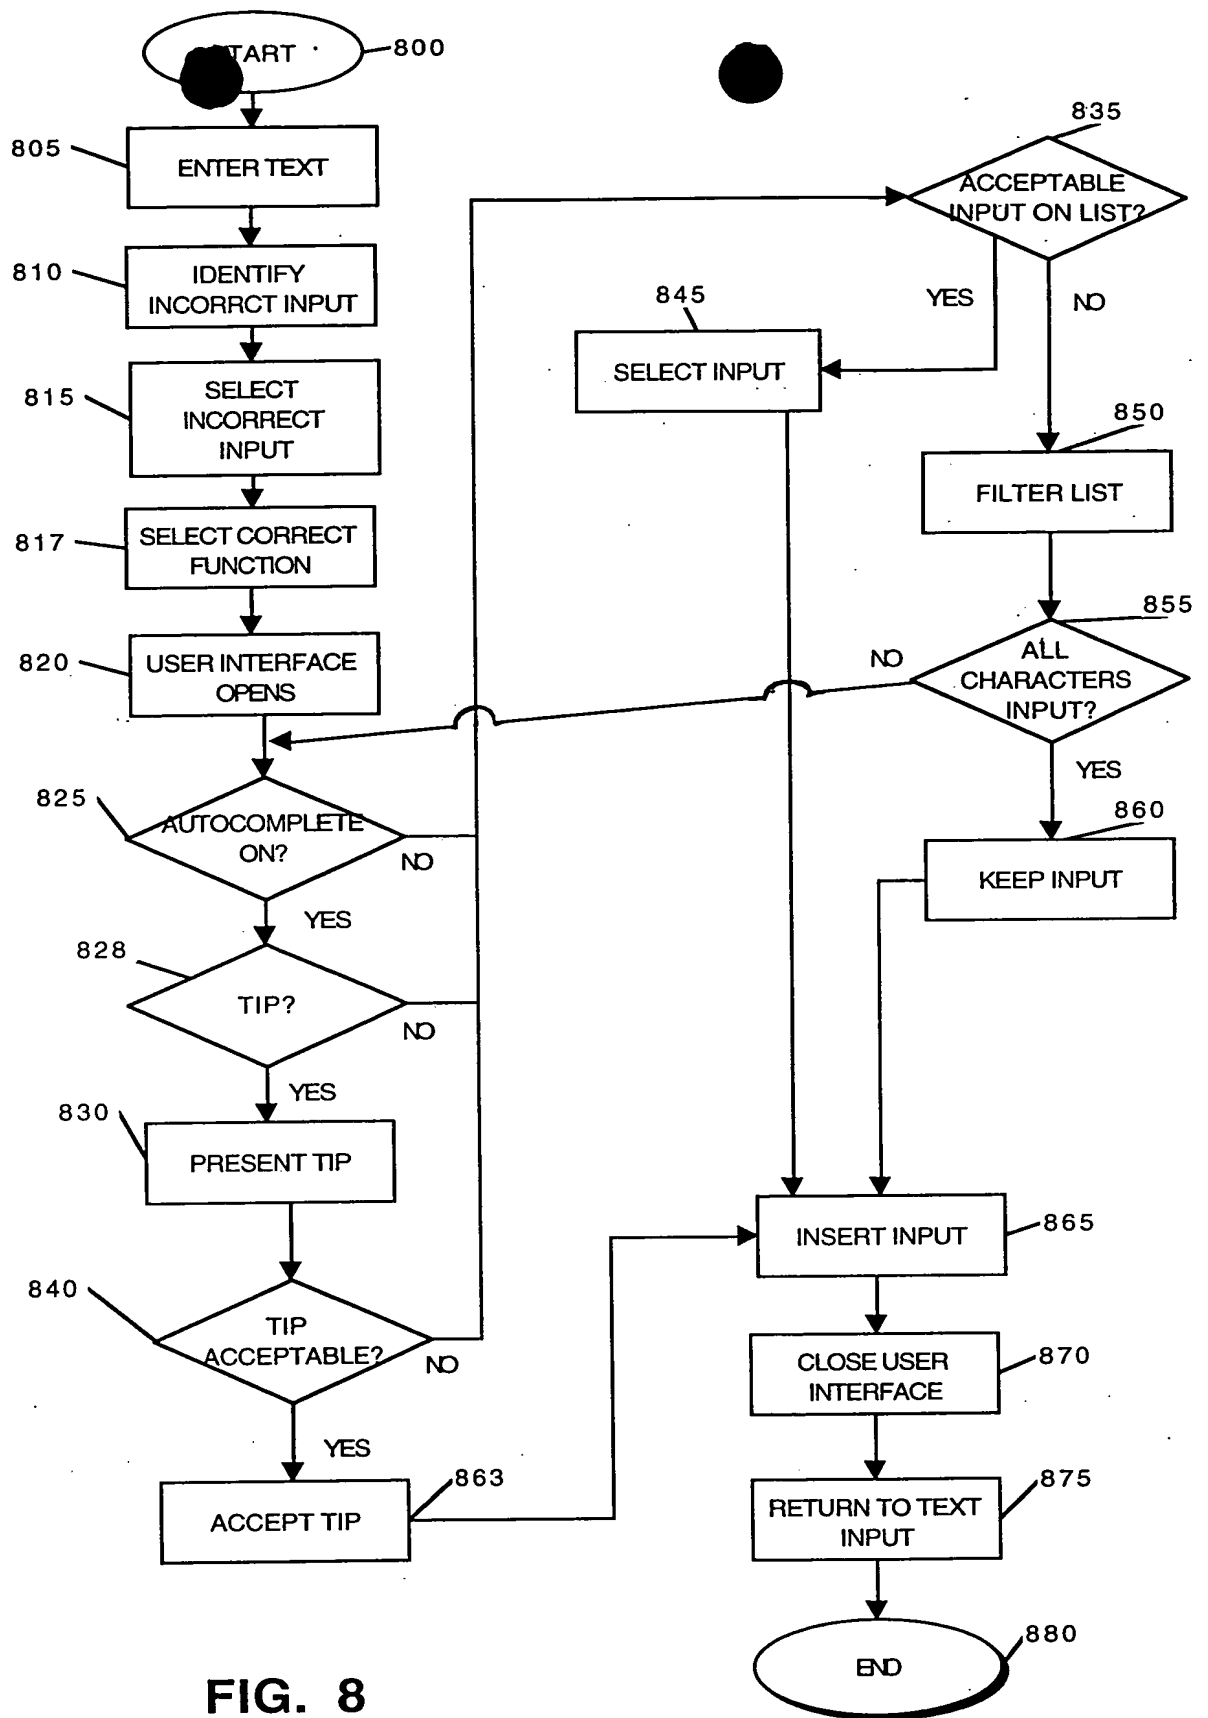 800
805
ENTER TEXT
810
IDENTIFY
INCORRCT INPUT
815
SELECT
INCORRECT
INPUT
817
SELECT CORRECT
FUNCTION
820
USER INTERFACE
OPENS
825
AUTOCOMPLETE
ON?
NO
YES
828
TIP?
NO
YES
830
PRESENT TIP
840
TIP
ACCEPTABLE?
NO
YES
863
ACCEPT TIP
835
ACCEPTABLE
INPUT ON LIST?
YES
NO
845
SELECT INPUT
850
FILTER LIST
855
ALL
CHARACTERS
INPUT?
NO
YES
860
KEEP INPUT
INSERT INPUT
865
CLOSE USER
INTERFACE
870
RETURN TO TEXT
INPUT
875
END
880
FIG. 8